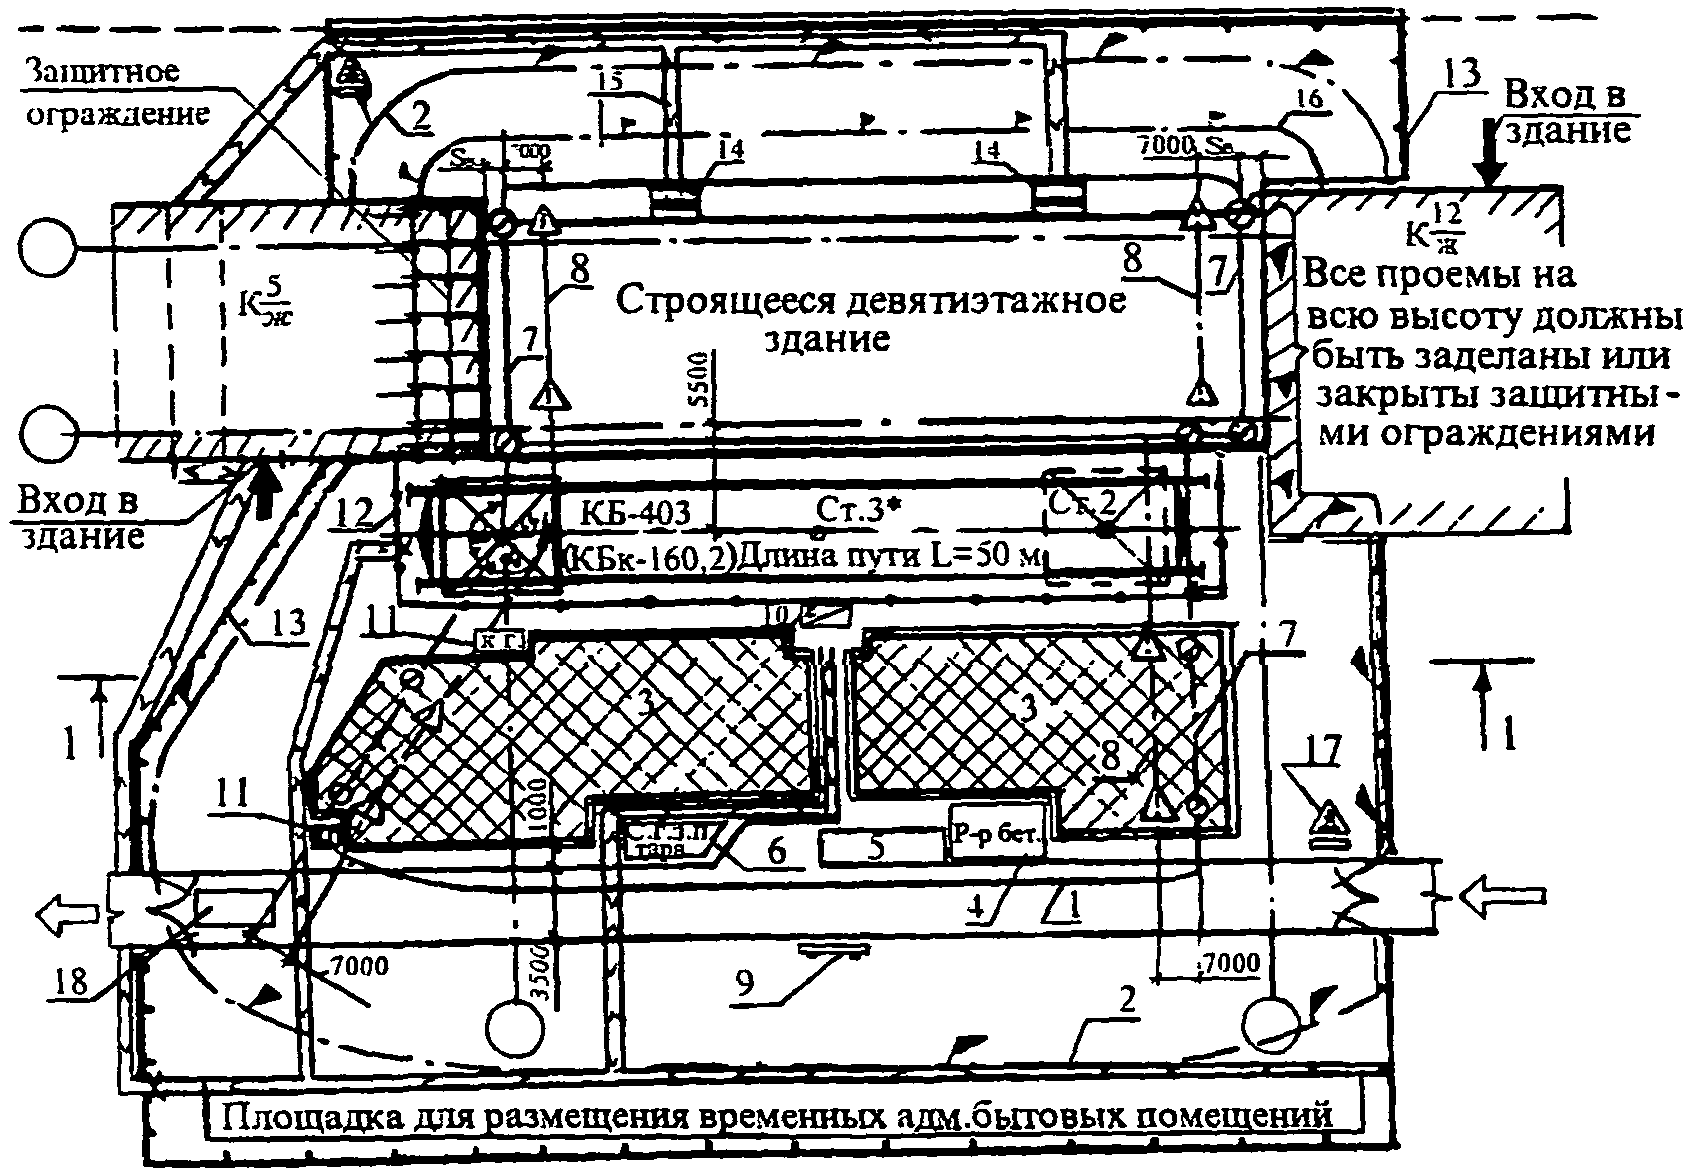 Защитное
ограждение
2
15
13
Вход в
здание
16
7000
14
14
7000
К 5/ж
К 12/ж
8
8
7
Строящееся девятиэтажное
здание
7
5500
Все проемы на
всю высоту должны
быть заделаны или
закрыты защитны-
ми ограждениями
Вход в
здание
12
КБ-403
Ст.3*
Ст.2
(КБк-160,2)Длина пути L=50 м
13
11
к г
10
7
1
3
3
1
11
1000
8
17
С.Г.З.П
тара
6
5
Р-р бет.
4
1
18
7000
3500
9
7000
2
Площадка для размещения временных адм.бытовых помещений